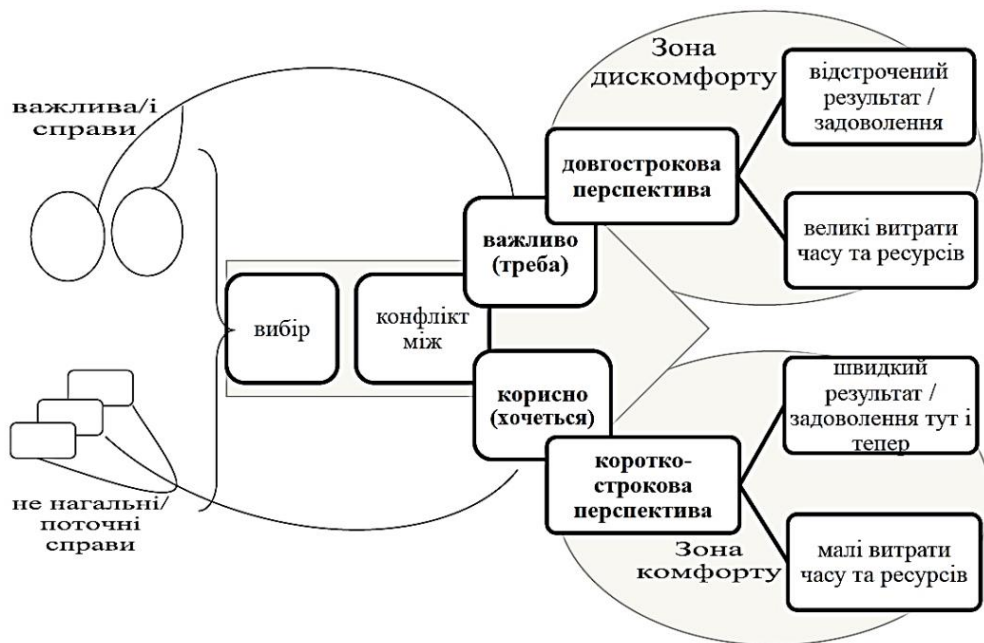 важлива/і
справи
не нагальні/
поточні
справи
вибір
конфлікт
між
важливо
(треба)
корисно
(хочеться)
Зона
дискомфорту
довгострокова
перспектива
відстрочений
результат /
задоволення
великі витрати
часу та ресурсів
коротко-
строкова
перспектива
швидкий
результат /
задоволення тут і
тепер
малі витрати
часу та ресурсів
Зона
комфорту